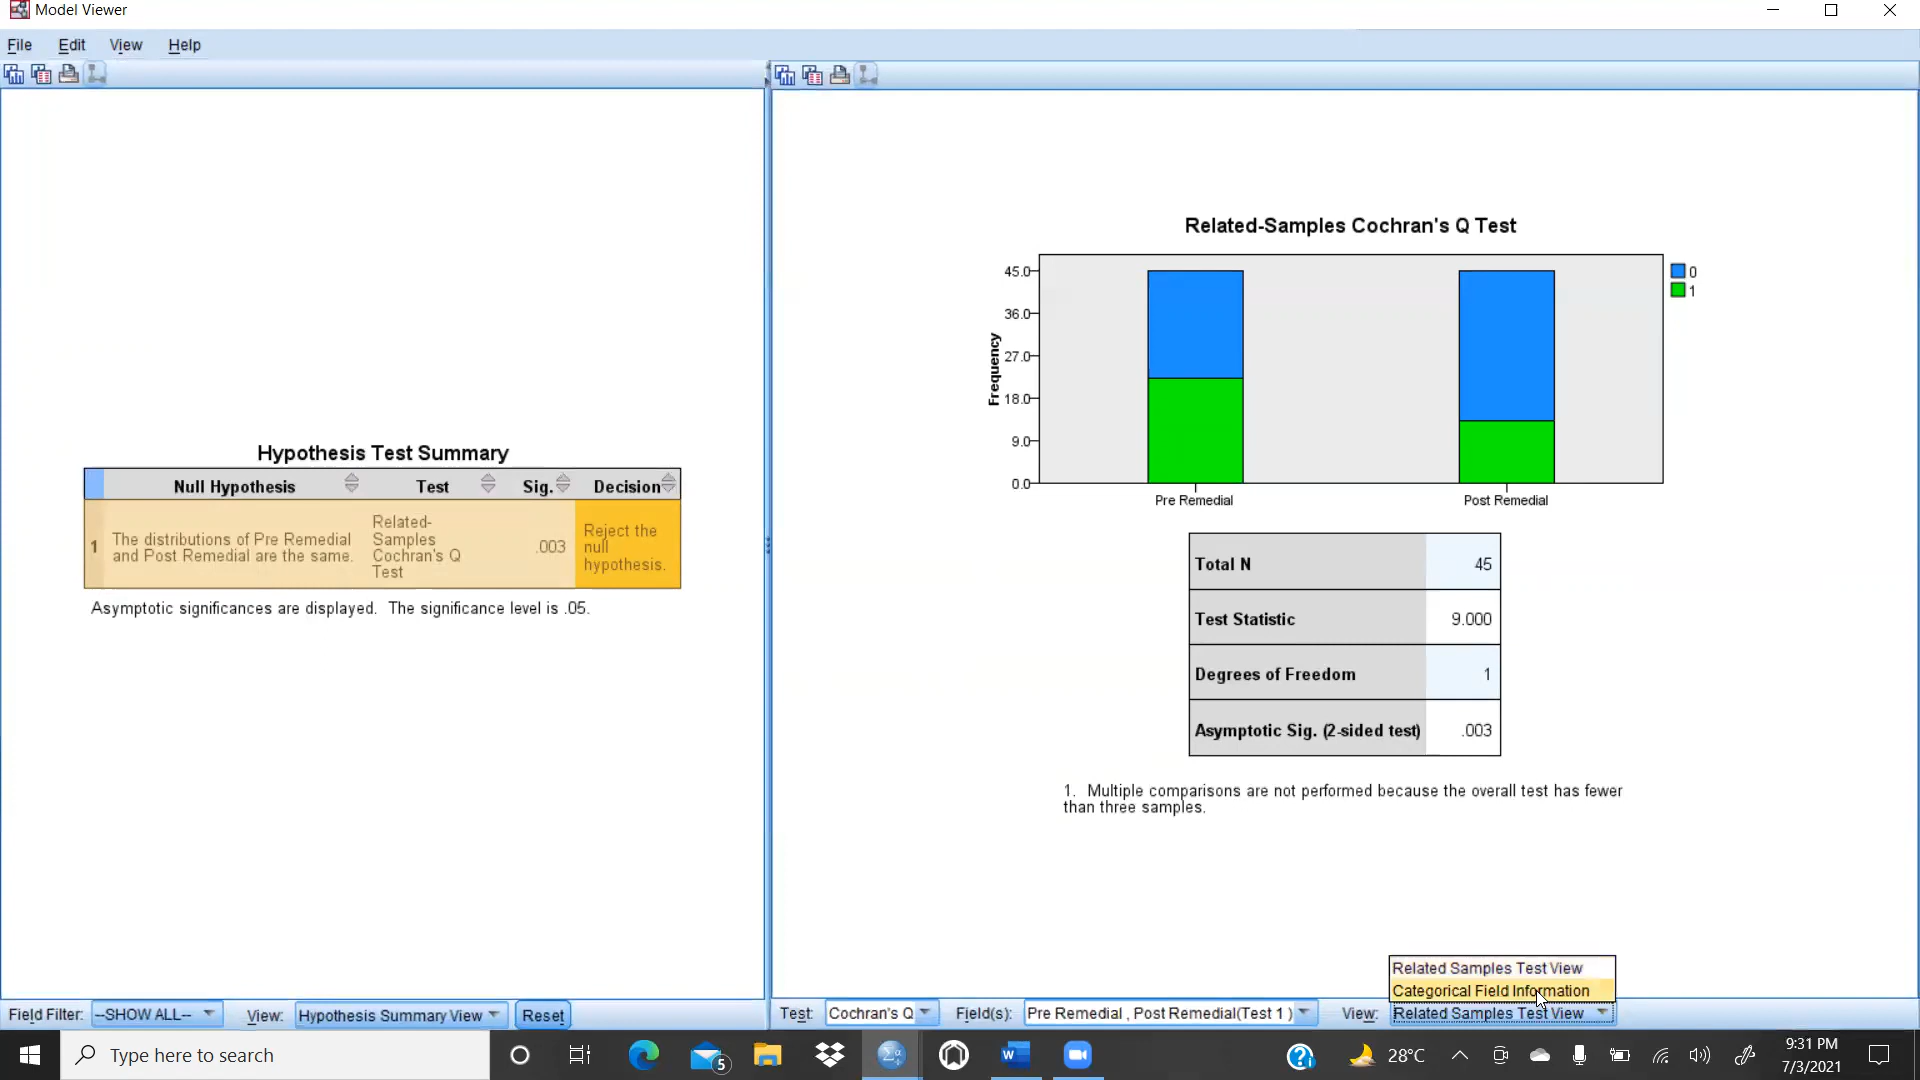 Model Viewer
File Edit View Help
Hypothesis Test Summary
Null Hypothesis Test Sig. Decision
1 The distributions of Pre Remedial
and Post Remedial are the same.
Related-
Samples
Cochran's Q
Test
.003
Reject the
null
hypothesis.
Asymptotic significances are displayed. The significance level is .05.
Related-Samples Cochran's Q Test
45.0
36.0
27.0
18.0
9.0
0.0
Frequency
Pre Remedial Post Remedial
0
1
Total N 45
Test Statistic 9.000
Degrees of Freedom 1
Asymptotic Sig. (2-sided test) .003
1. Multiple comparisons are not performed because the overall test has fewer
than three samples.
Related Samples Test View
Categorical Field Information
Field Filter: --SHOW ALL-- View: Hypothesis Summary View Reset
Test: Cochran's Q Field(s): Pre Remedial , Post Remedial(Test 1 ) View: Related Samples Test View
Type here to search
5
28°C
9:31 PM
7/3/2021